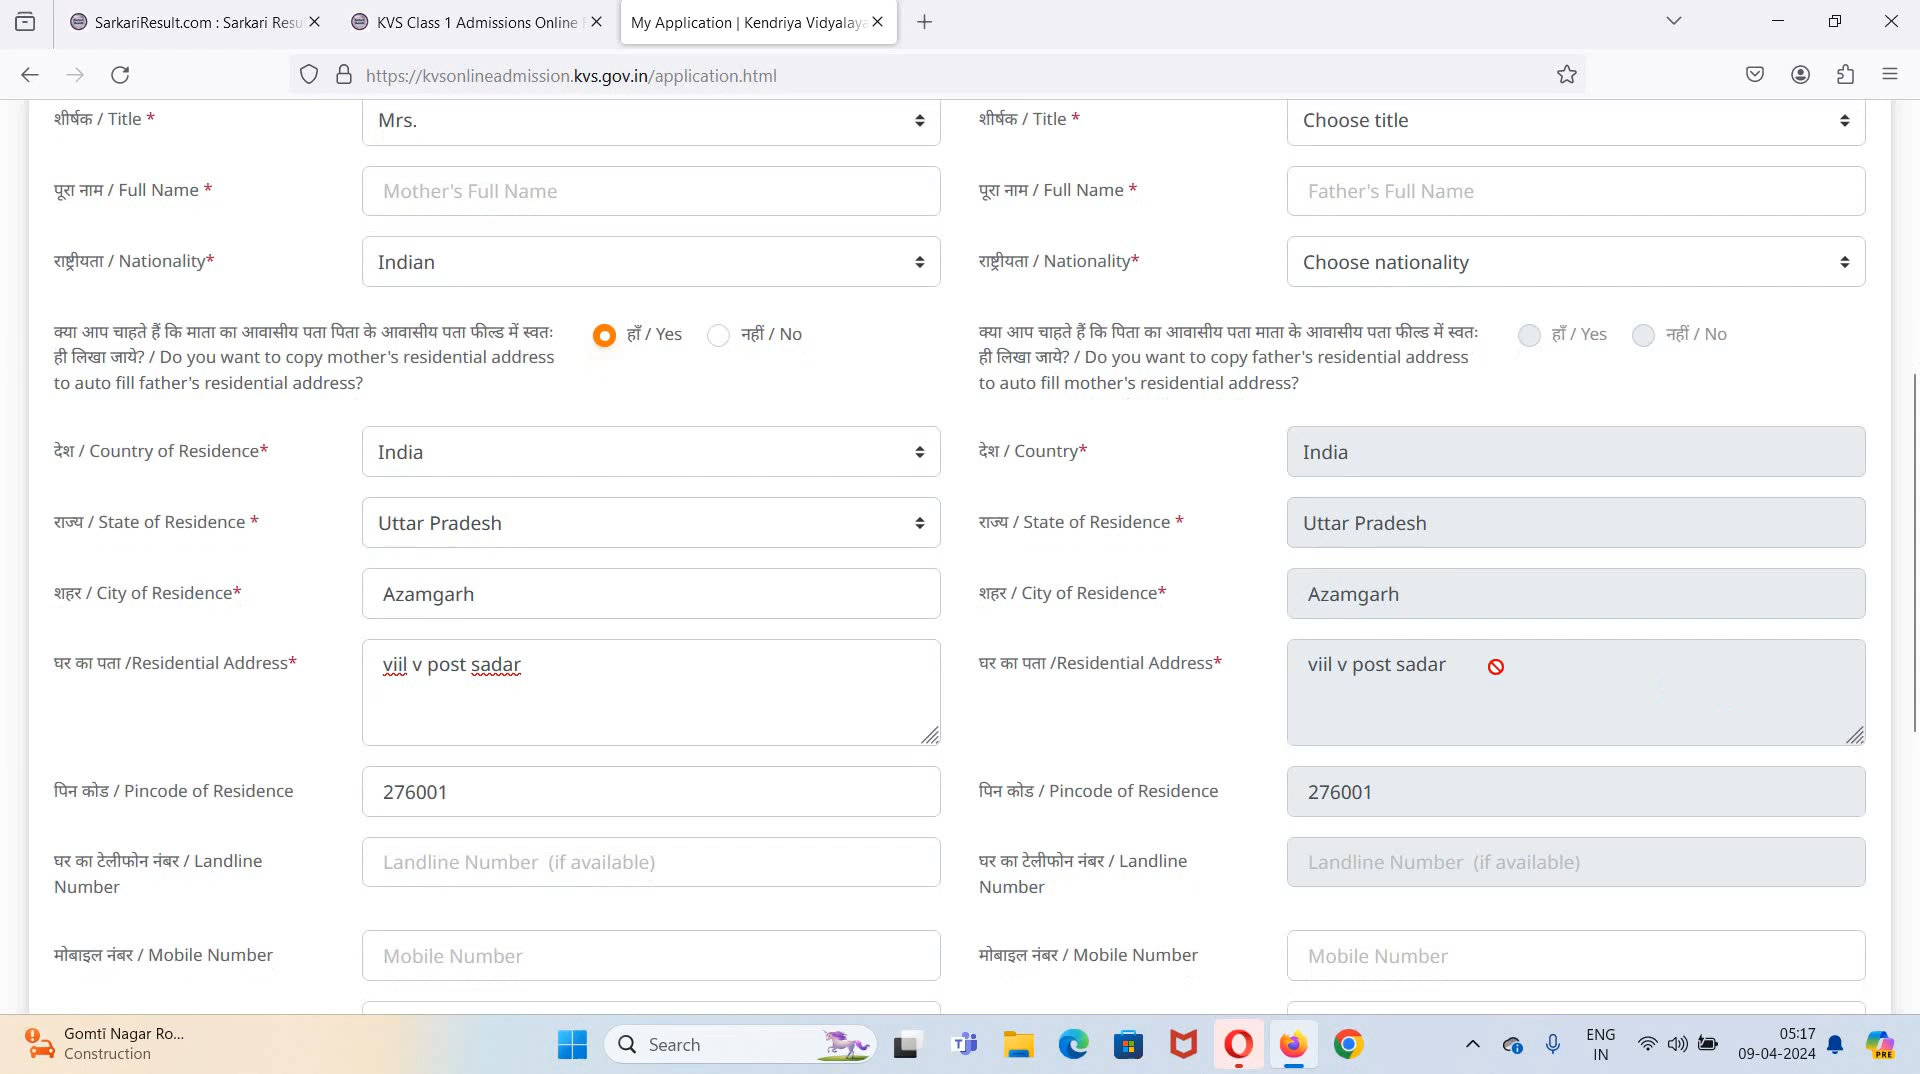 SarkariResult.com : Sarkari Resu
KVS Class 1 Admissions Online
My Application | Kendriya Vidyalaya
https://kvsonlineadmission.kvs.gov.in/application.html
शीर्षक / Title *
Mrs.
शीर्षक / Title *
Choose title
पूरा नाम / Full Name *
Mother's Full Name
पूरा नाम / Full Name *
Father's Full Name
राष्ट्रीयता / Nationality*
Indian
राष्ट्रीयता / Nationality*
Choose nationality
क्या आप चाहते हैं कि माता का आवासीय पता पिता के आवासीय पता फील्ड में स्वतः
ही लिखा जाये? / Do you want to copy mother's residential address
to auto fill father's residential address?
हाँ / Yes
नहीं / No
क्या आप चाहते हैं कि पिता का आवासीय पता माता के आवासीय पता फील्ड में स्वतः
ही लिखा जाये? / Do you want to copy father's residential address
to auto fill mother's residential address?
हाँ / Yes
नहीं / No
देश / Country of Residence*
India
देश / Country*
India
राज्य / State of Residence *
Uttar Pradesh
राज्य / State of Residence *
Uttar Pradesh
शहर / City of Residence*
Azamgarh
शहर / City of Residence*
Azamgarh
घर का पता /Residential Address*
viil v post sadar
घर का पता /Residential Address*
viil v post sadar
पिन कोड / Pincode of Residence
276001
पिन कोड / Pincode of Residence
276001
घर का टेलीफोन नंबर / Landline
Number
Landline Number (if available)
घर का टेलीफोन नंबर / Landline
Number
Landline Number (if available)
मोबाइल नंबर / Mobile Number
Mobile Number
मोबाइल नंबर / Mobile Number
Mobile Number
Gomti Nagar Ro...
Construction
Search
ENG
IN
05:17
09-04-2024
PRE